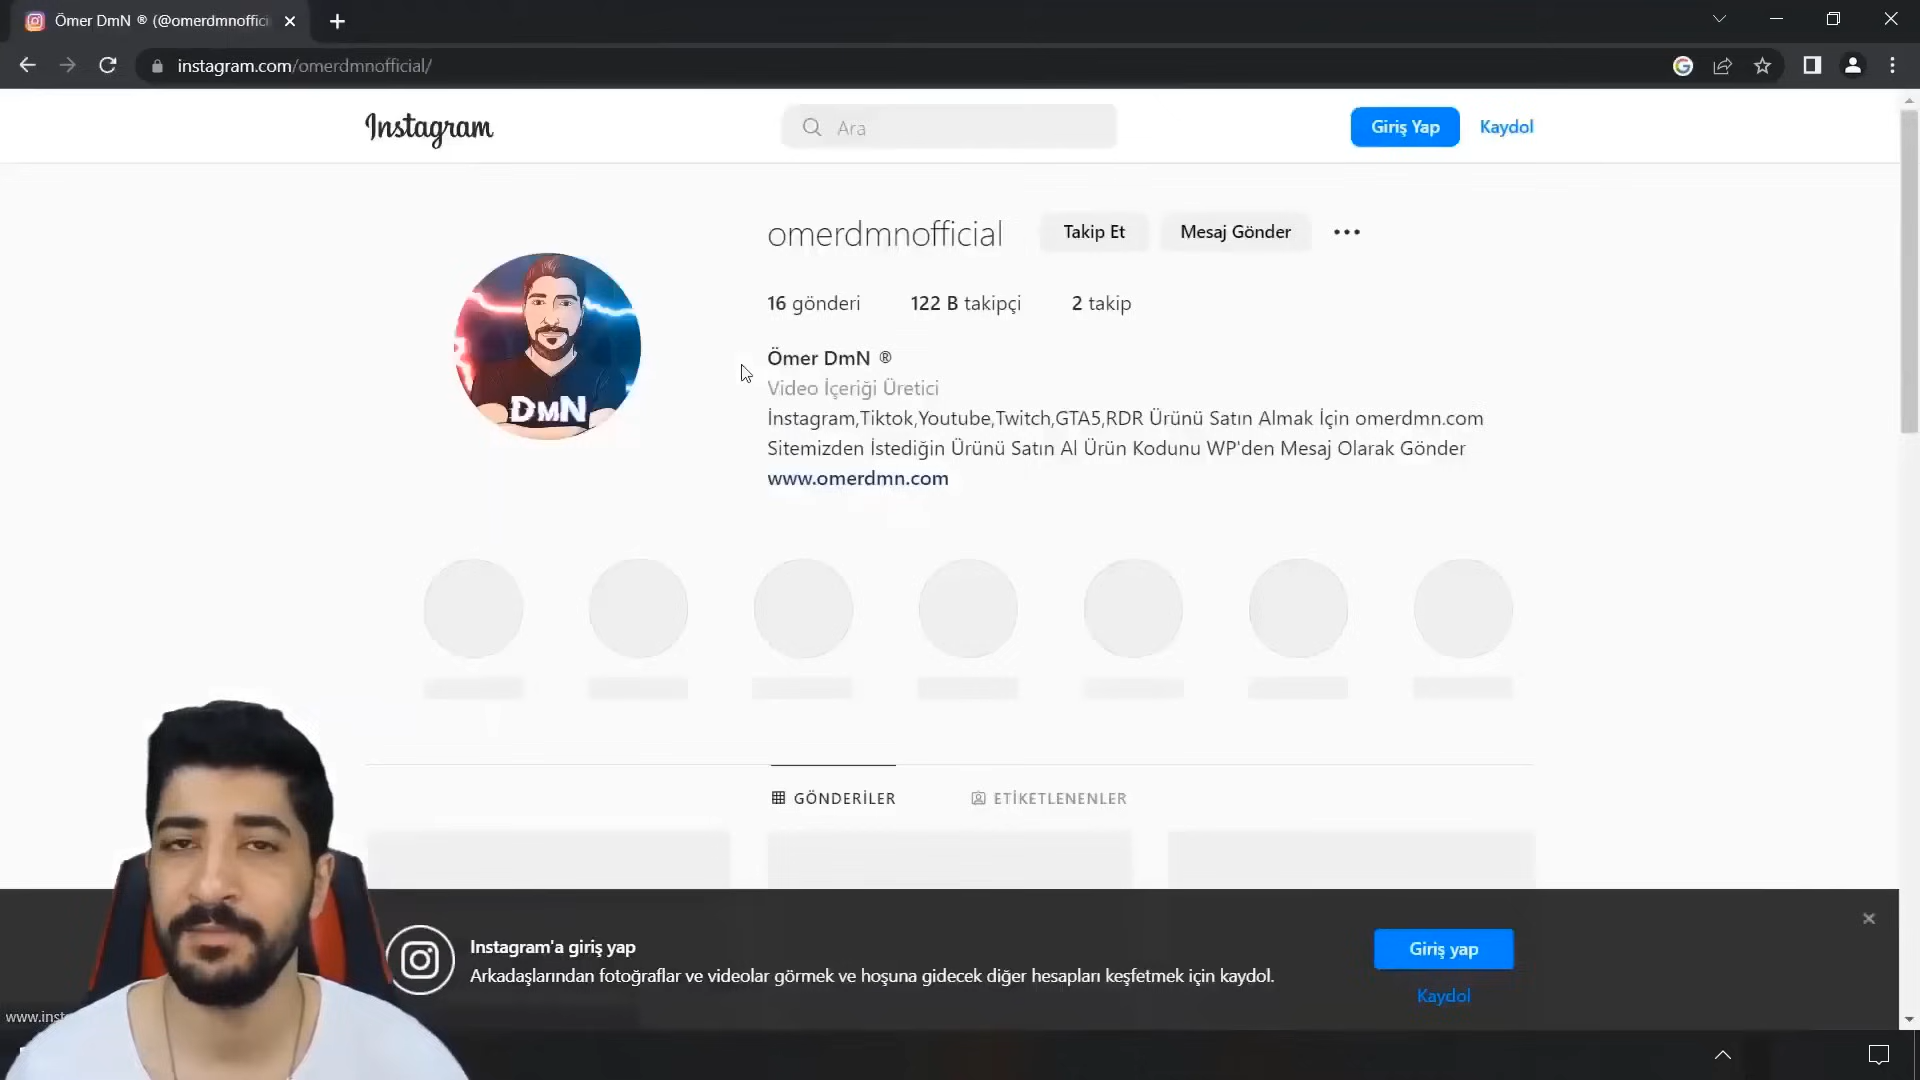 Ömer DmN ® (@omerdmnoffici
instagram.com/omerdmnofficial/
Instagram
Ara
Giriş Yap
Kaydol
omerdmnofficial
Takip Et
Mesaj Gönder
16 gönderi
122 B takipçi
2 takip
Ömer DmN ®
Video İçeriği Üretici
İnstagram,Tiktok,Youtube,Twitch,GTA5,RDR Ürünü Satın Almak İçin omerdmn.com
Sitemizden İstediğin Ürünü Satın Al Ürün Kodunu WP'den Mesaj Olarak Gönder
www.omerdmn.com
DMN
GÖNDERİLER
ETİKETLENENLER
Instagram'a giriş yap
Arkadaşlarından fotoğraflar ve videolar görmek ve hoşuna gidecek diğer hesapları keşfetmek için kaydol.
Giriş yap
Kaydol
www.inst